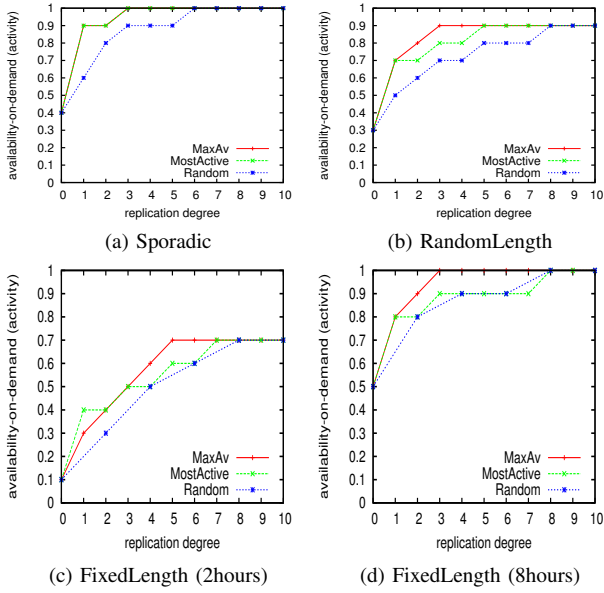 availability-on-demand (activity)
1
0.9
0.8
0.7
0.6
0.5
0.4
0.3
0.2
0.1
0
MaxAv
MostActive
Random
0 1 2 3 4 5 6 7 8 9 10
replication degree
(a) Sporadic
availability-on-demand (activity)
1
0.9
0.8
0.7
0.6
0.5
0.4
0.3
0.2
0.1
0
MaxAv
MostActive
Random
0 1 2 3 4 5 6 7 8 9 10
replication degree
(b) RandomLength
availability-on-demand (activity)
1
0.9
0.8
0.7
0.6
0.5
0.4
0.3
0.2
0.1
0
MaxAv
MostActive
Random
0 1 2 3 4 5 6 7 8 9 10
replication degree
(c) FixedLength (2hours)
availability-on-demand (activity)
1
0.9
0.8
0.7
0.6
0.5
0.4
0.3
0.2
0.1
0
MaxAv
MostActive
Random
0 1 2 3 4 5 6 7 8 9 10
replication degree
(d) FixedLength (8hours)